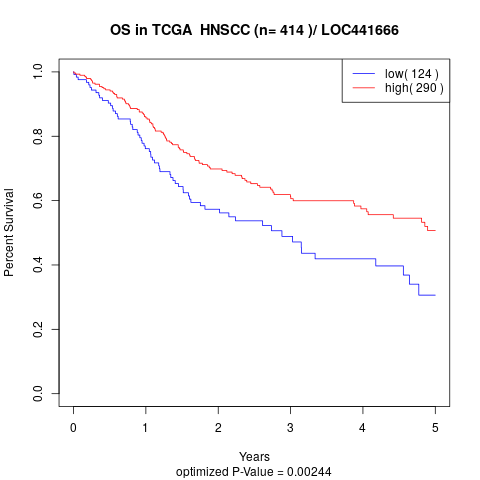 OS in TCGA  HNSCC (n= 414 )/ LOC441666
low( 124 )
high( 290 )
Percent Survival
1.0
0.8
0.6
0.4
0.2
0.0
0 1 2 3 4 5
Years
optimized P-Value = 0.00244